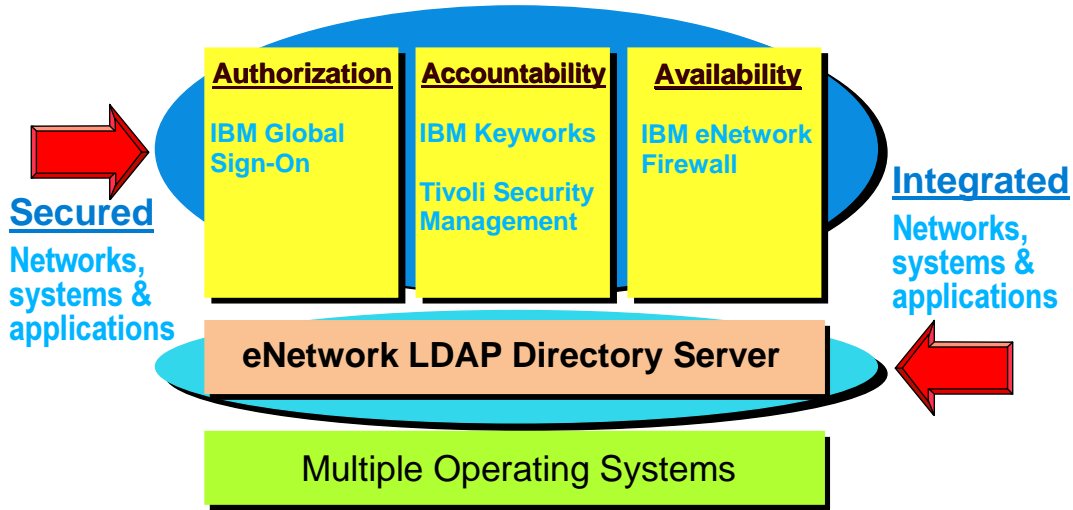 Authorization
IBM Global
Sign-On
Accountability
IBM Keyworks
Tivoli Security
Management
Availability
IBM eNetwork
Firewall
Secured
Networks,
systems &
applications
Integrated
Networks,
systems &
applications
eNetwork LDAP Directory Server
Multiple Operating Systems